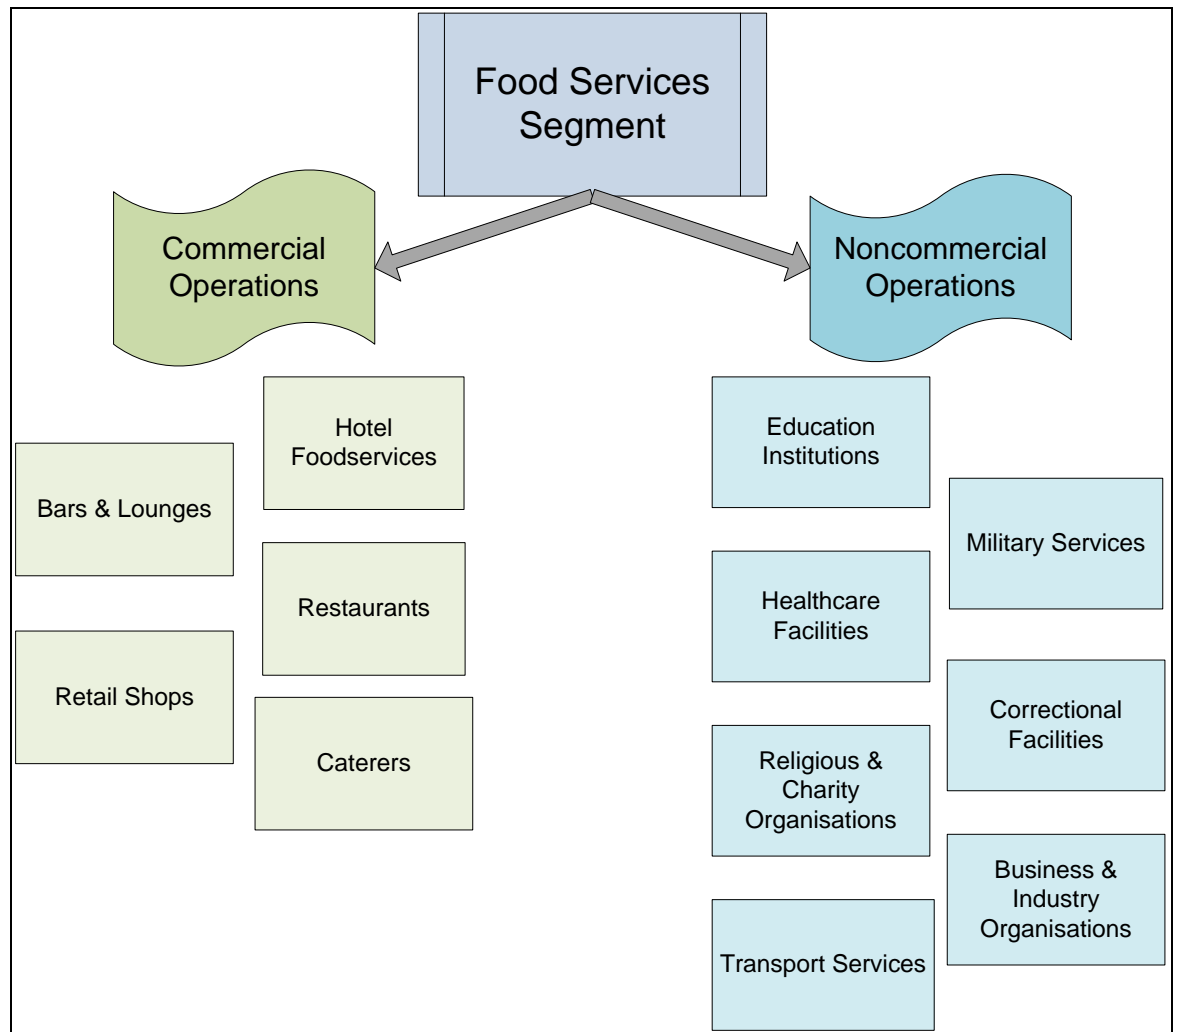 Food Services
Segment
Commercial
Operations
Noncommercial
Operations
Hotel
Foodservices
Bars & Lounges
Restaurants
Retail Shops
Caterers
Education
Institutions
Military Services
Healthcare
Facilities
Correctional
Facilities
Religious &
Charity
Organisations
Business &
Industry
Organisations
Transport Services